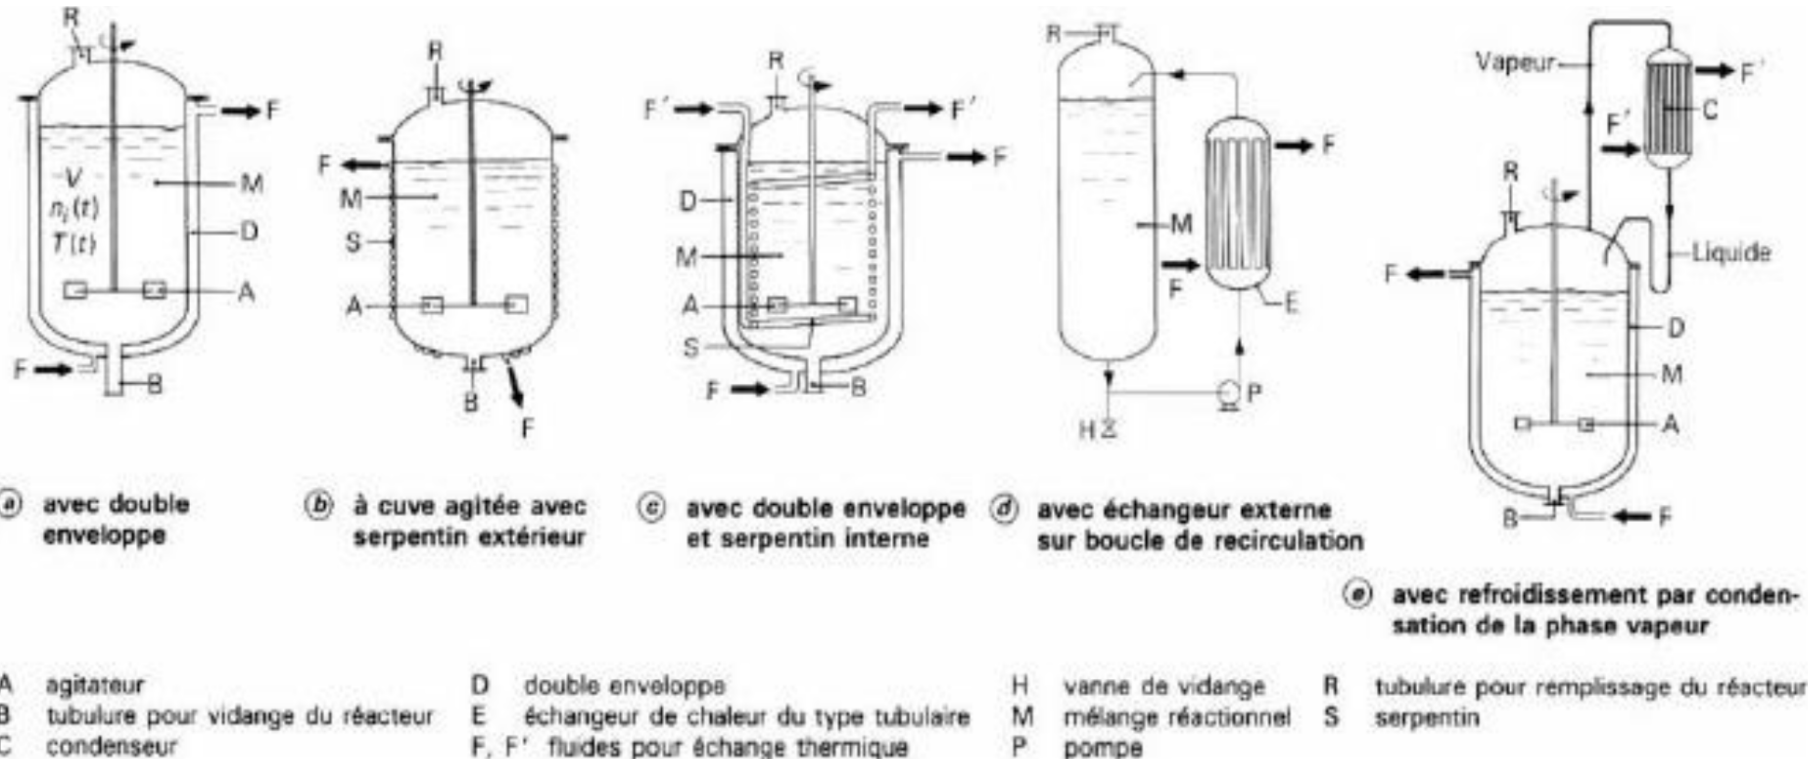 R
F
V
M
nᵢ(t)
T(t)
D
A
F
B
R
F
M
S
A
B
F
R
F' F'
F
D
M
A
S
F B
R
F
M
F
E
P
H
Vapeur
F'
C
F'
R
Liquide
F
D
M
A
B F
a avec double
enveloppe
b à cuve agitée avec
serpentin extérieur
c avec double enveloppe
et serpentin interne
d avec échangeur externe
sur boucle de recirculation
e avec refroidissement par conden-
sation de la phase vapeur
A agitateur
B tubulure pour vidange du réacteur
C condenseur
D double enveloppe
E échangeur de chaleur du type tubulaire
F, F' fluides pour échange thermique
H vanne de vidange
M mélange réactionnel
P pompe
R tubulure pour remplissage du réacteur
S serpentin